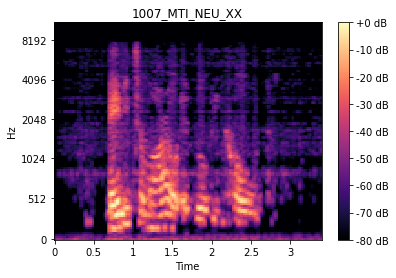 1007_MTI_NEU_XX
+0 dB
8192
-10 dB
4096
-20 dB
-30 dB
2048
-40 dB
Hz
1024
-50 dB
512
-60 dB
-70 dB
0
-80 dB
0 0.5 1 1.5 2 2.5 3
Time